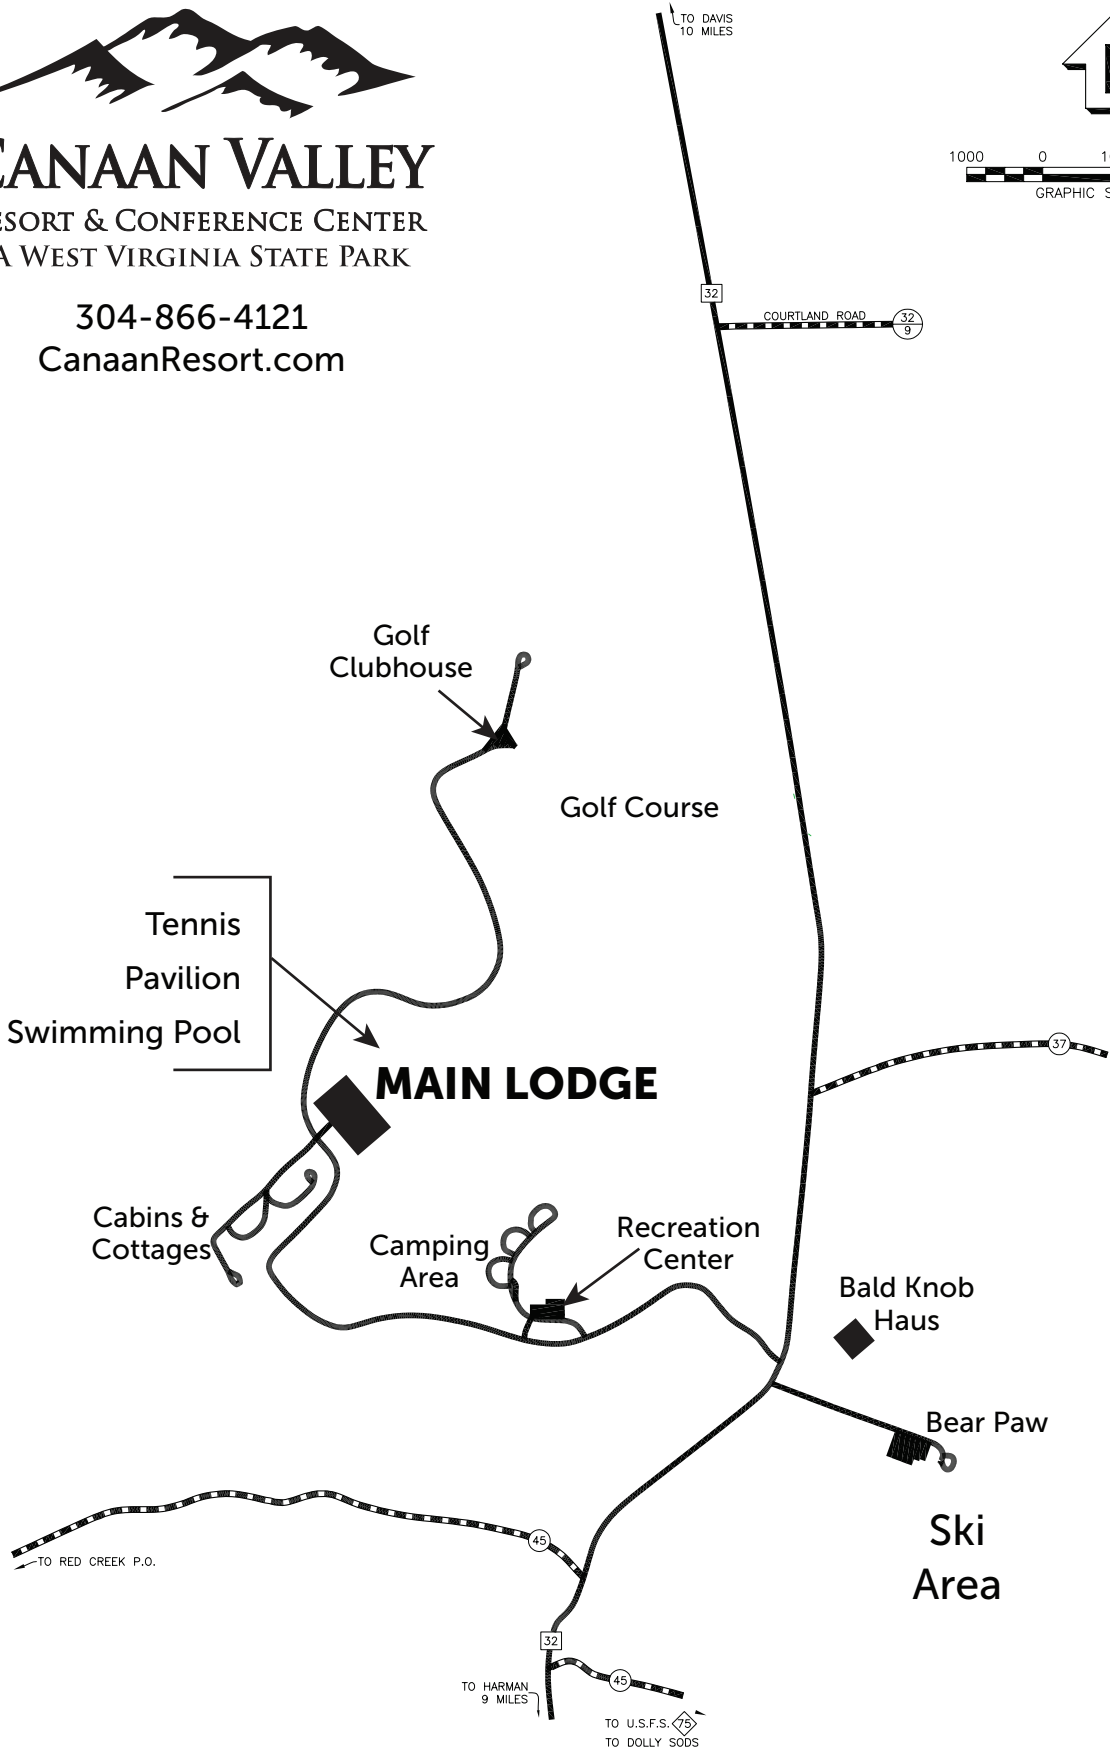 TO DAVIS
10 MILES
CANAAN VALLEY
ESORT & CONFERENCE CENTER
A WEST VIRGINIA STATE PARK
304-866-4121
CanaanResort.com
1000 0
GRAPHIC
32
COURTLAND ROAD
32
9
Golf
Clubhouse
Golf Course
Tennis
Pavilion
Swimming Pool
MAIN LODGE
37
Cabins &
Cottages
Camping
Area
Recreation
Center
Bald Knob
Haus
Bear Paw
Ski
Area
45
TO RED CREEK P.O.
32
45
TO HARMAN
9 MILES
TO U.S.F.S. 75
TO DOLLY SODS